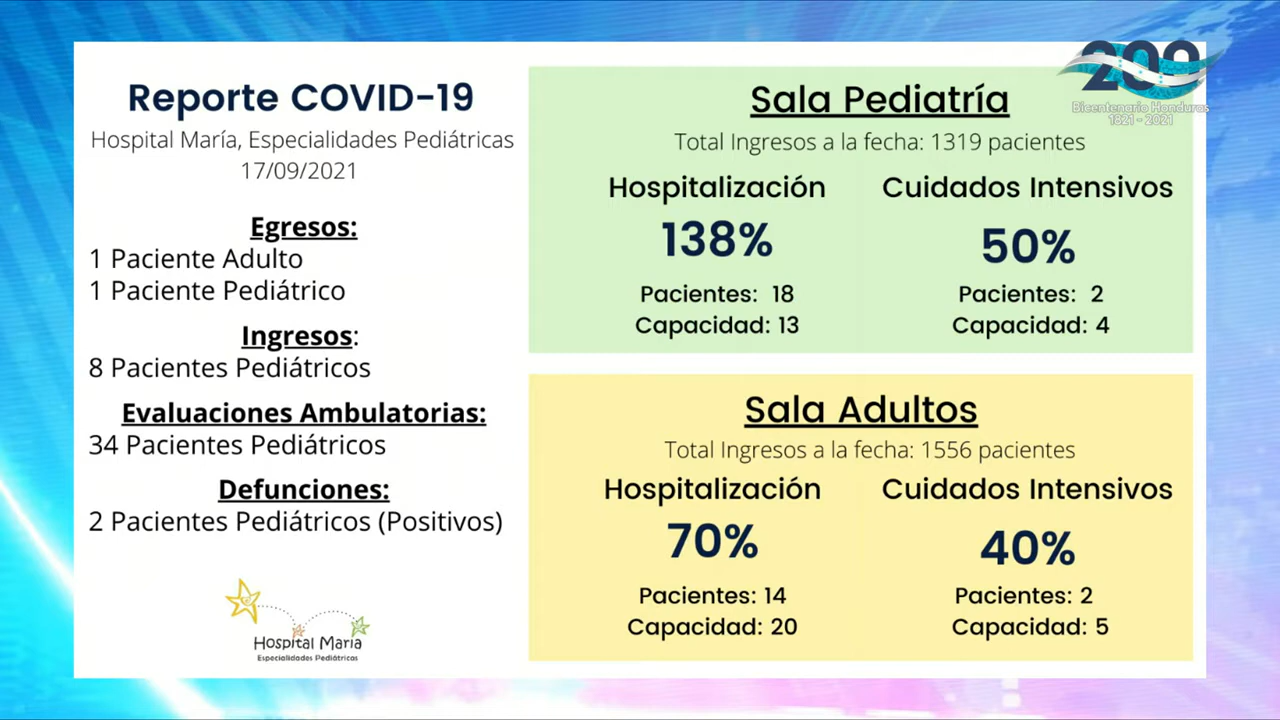 Reporte COVID-19
Hospital María, Especialidades Pediátricas
17/09/2021
Egresos:
1 Paciente Adulto
1 Paciente Pediátrico
Ingresos:
8 Pacientes Pediátricos
Evaluaciones Ambulatorias:
34 Pacientes Pediátricos
Defunciones:
2 Pacientes Pediátricos (Positivos)
Hospital María
Especialidades Pediátricas
200
Bicentenario Honduras
1821 - 2021
Sala Pediatría
Total Ingresos a la fecha: 1319 pacientes
Hospitalización
138%
Pacientes: 18
Capacidad: 13
Cuidados Intensivos
50%
Pacientes: 2
Capacidad: 4
Sala Adultos
Total Ingresos a la fecha: 1556 pacientes
Hospitalización
70%
Pacientes: 14
Capacidad: 20
Cuidados Intensivos
40%
Pacientes: 2
Capacidad: 5